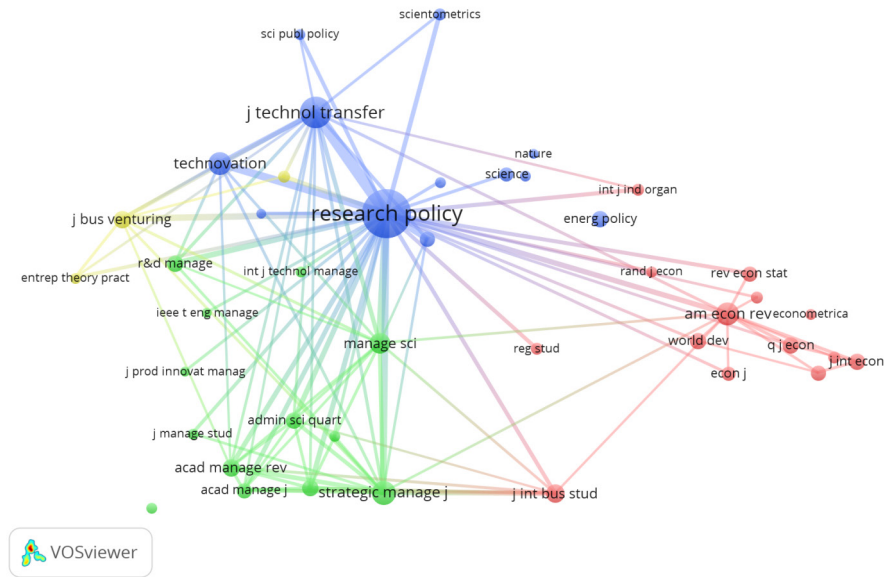 scientometrics
sci publ policy
j technol transfer
nature
technovation
science
int j ind organ
research policy
energ policy
j bus venturing
r&d manage
int j technol manage
rand j econ
rev econ stat
entrep theory pract
ieee t eng manage
am econ rev
econometrica
manage sci
reg stud
world dev
q j econ
j int econ
j prod innovat manag
econ j
admin sci quart
j manage stud
acad manage rev
acad manage j
strategic manage j
j int bus stud
VOSviewer